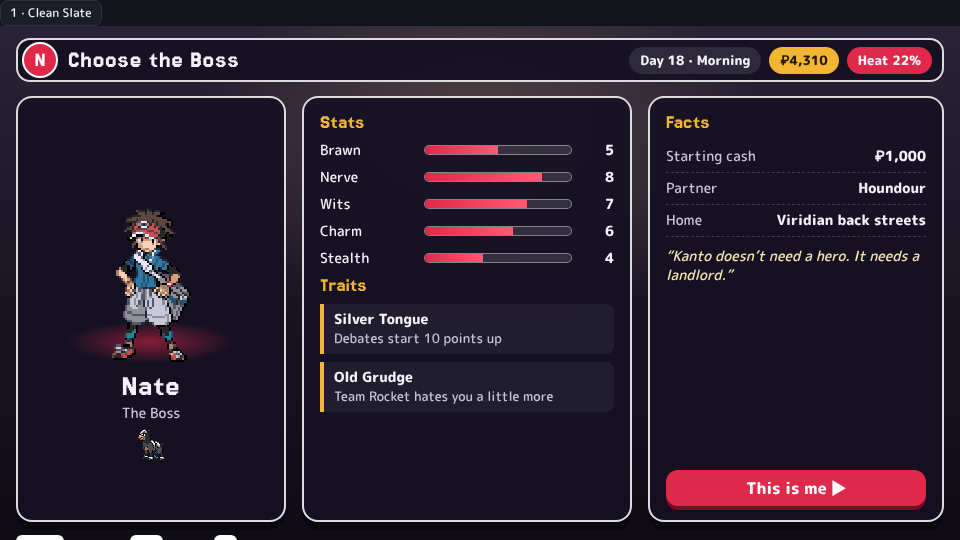 1 · Clean Slate
N
Choose the Boss
Day 18 · Morning
₽4,310
Heat 22%
Nate
The Boss
Stats
Brawn 5
Nerve 8
Wits 7
Charm 6
Stealth 4
Traits
Silver Tongue
Debates start 10 points up
Old Grudge
Team Rocket hates you a little more
Facts
Starting cash ₽1,000
Partner Houndour
Home Viridian back streets
“Kanto doesn’t need a hero. It needs a
landlord.”
This is me ▶